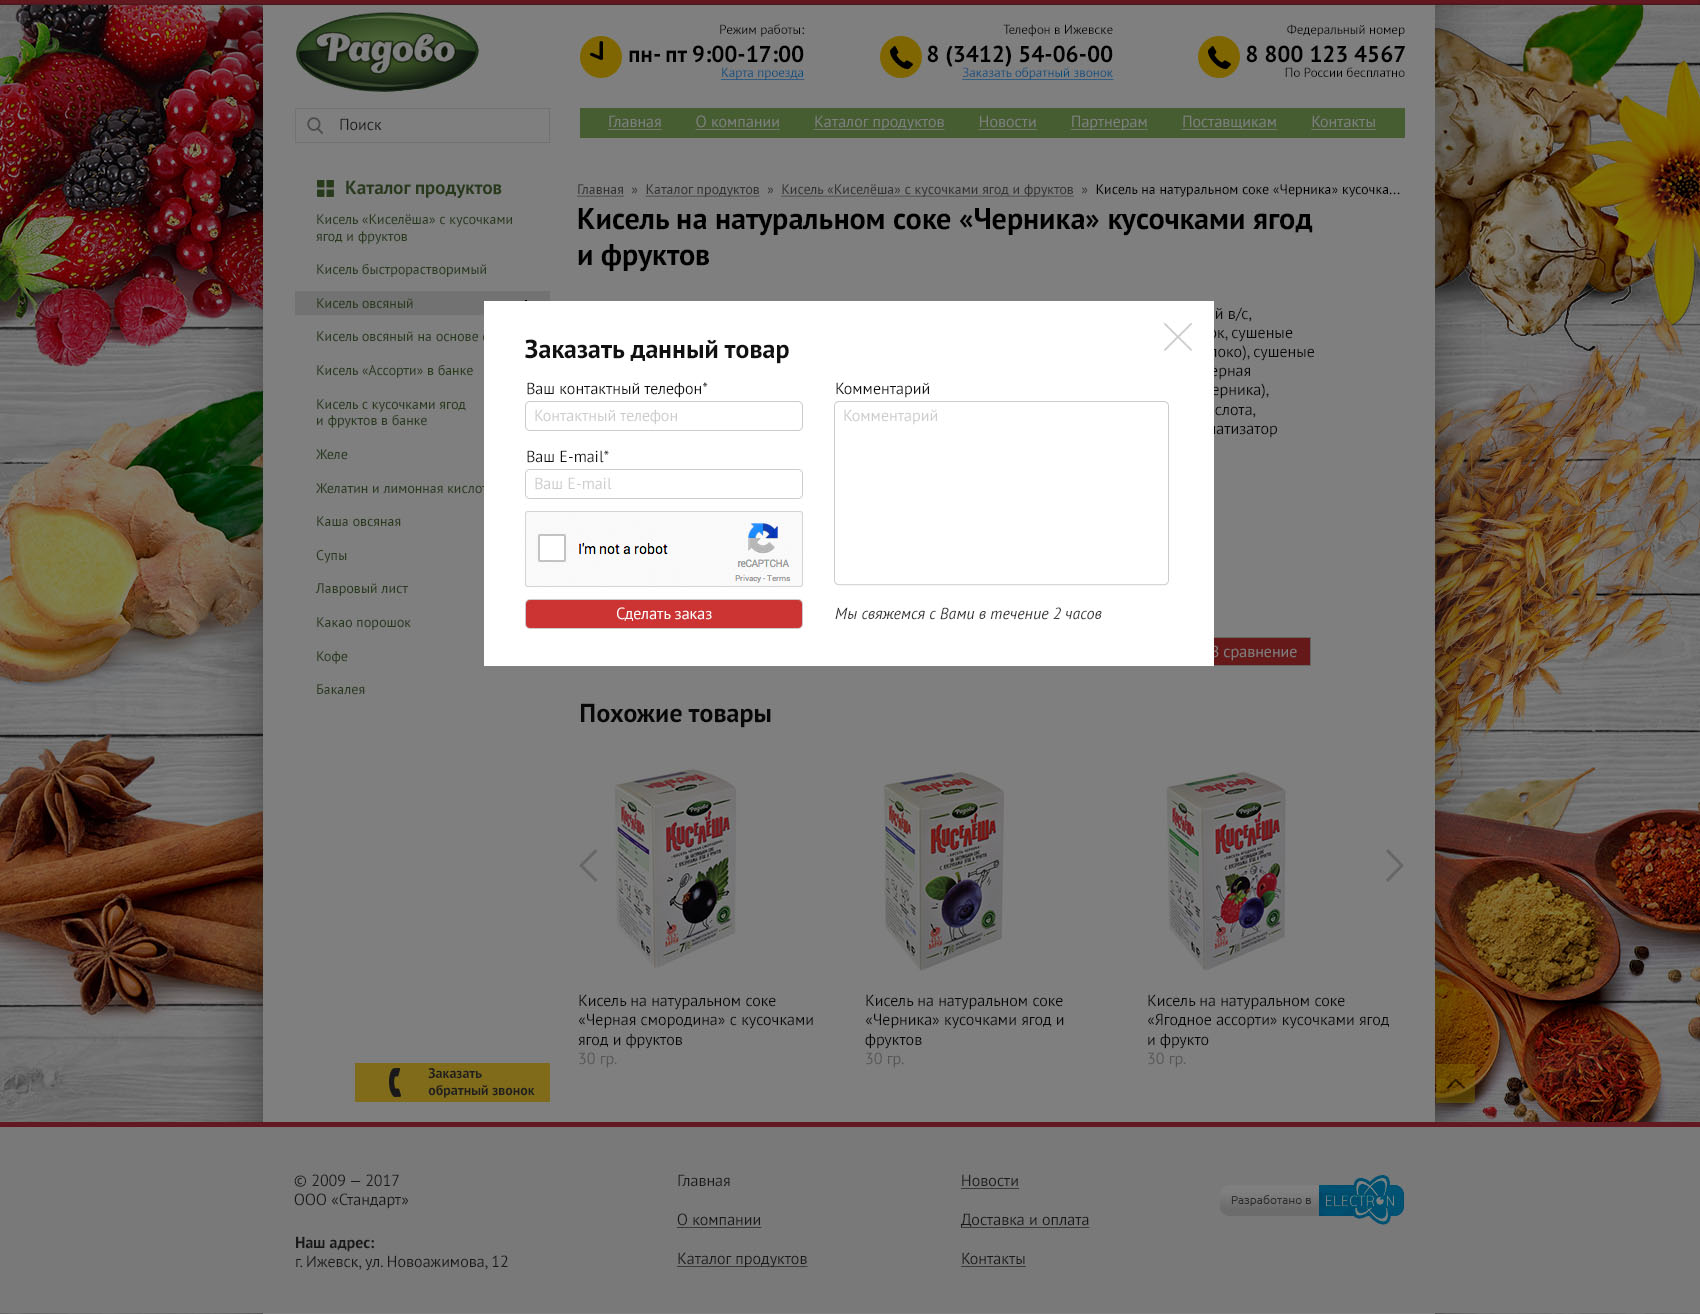 Радово
Режим работы:
пн- пт 9:00-17:00
Карта проезда
Телефон в Ижевске
8 (3412) 54-06-00
Заказать обратный звонок
Федеральный номер
8 800 123 4567
По России бесплатно
Поиск
Главная О компании Каталог продуктов Новости Партнерам Поставщикам Контакты
Каталог продуктов
Кисель «Киселёша» с кусочками
ягод и фруктов
Кисель быстрорастворимый
Кисель овсяный
Кисель овсяный на основе
Кисель «Ассорти» в банке
Кисель с кусочками ягод
и фруктов в банке
Желе
Желатин и лимонная кислот
Каша овсяная
Супы
Лавровый лист
Какао порошок
Кофе
Бакалея
Главная » Каталог продуктов » Кисель «Киселёша» с кусочками ягод и фруктов » Кисель на натуральном соке «Черника» кусочка...
Кисель на натуральном соке «Черника» кусочками ягод
и фруктов
й в/с,
ок, сушеные
локо), сушеные
ерная
ерника),
слота,
атизатор
Заказать данный товар
Ваш контактный телефон*
Контактный телефон
Ваш E-mail*
Ваш E-mail
I'm not a robot
reCAPTCHA
Privacy - Terms
Сделать заказ
Комментарий
Комментарий
Мы свяжемся с Вами в течение 2 часов
В сравнение
Похожие товары
Радово
Киселёша
Радово
Киселёша
Радово
Киселёша
Кисель на натуральном соке
«Черная смородина» с кусочками
ягод и фруктов
30 гр.
Кисель на натуральном соке
«Черника» кусочками ягод и
фруктов
30 гр.
Кисель на натуральном соке
«Ягодное ассорти» кусочками ягод
и фрукто
30 гр.
Заказать
обратный звонок
© 2009 — 2017
ООО «Стандарт»
Наш адрес:
г. Ижевск, ул. Новоажимова, 12
Главная
О компании
Каталог продуктов
Новости
Доставка и оплата
Контакты
Разработано в ELECTRON